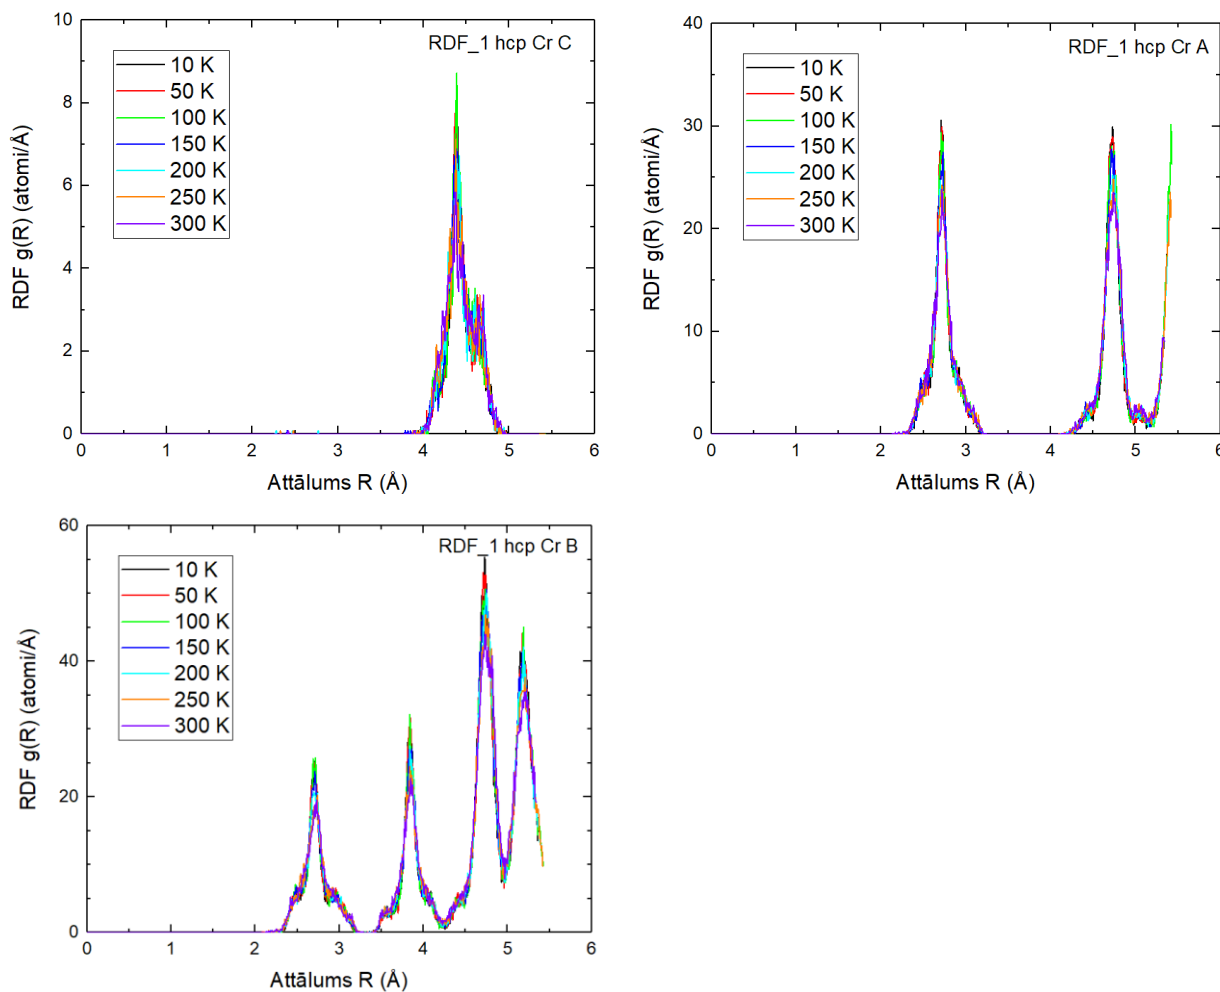 RDF_1 hcp Cr C
10 K
50 K
100 K
150 K
200 K
250 K
300 K
10
8
6
4
2
0
RDF g(R) (atomi/Å)
0 1 2 3 4 5 6
Attālums R (Å)
RDF_1 hcp Cr A
10 K
50 K
100 K
150 K
200 K
250 K
300 K
40
30
20
10
0
RDF g(R) (atomi/Å)
0 1 2 3 4 5 6
Attālums R (Å)
RDF_1 hcp Cr B
10 K
50 K
100 K
150 K
200 K
250 K
300 K
60
40
20
0
RDF g(R) (atomi/Å)
0 1 2 3 4 5 6
Attālums R (Å)